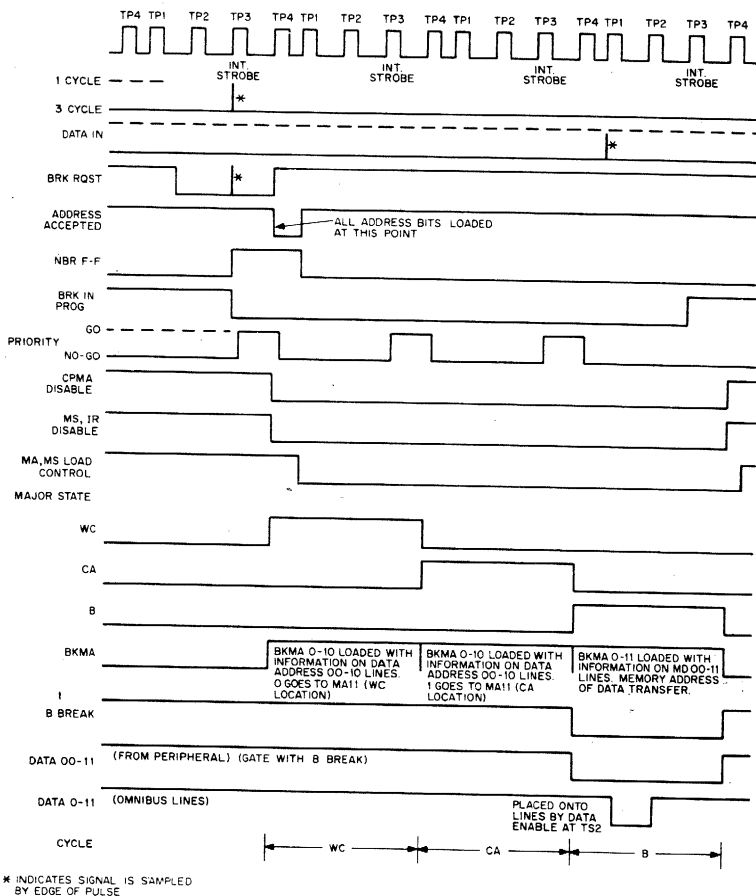 TP4 TP1 TP2 TP3 TP4 TP1 TP2 TP3 TP4 TP1 TP2 TP3 TP4 TP1 TP2 TP3 TP4
INT. STROBE INT. STROBE INT. STROBE INT. STROBE
1 CYCLE
*
3 CYCLE
DATA IN
*
BRK RQST
*
ADDRESS
ACCEPTED
ALL ADDRESS BITS LOADED
AT THIS POINT
NBR F-F
BRK IN
PROG
GO
PRIORITY
NO-GO
CPMA
DISABLE
MS, IR
DISABLE
MA,MS LOAD
CONTROL
MAJOR STATE
WC
CA
B
BKMA
BKMA 0-10 LOADED WITH
INFORMATION ON DATA
ADDRESS 00-10 LINES.
0 GOES TO MA11 (WC
LOCATION)
BKMA 0-10 LOADED WITH
INFORMATION ON DATA
ADDRESS 00-10 LINES.
1 GOES TO MA11 (CA
LOCATION)
BKMA 0-11 LOADED WITH
INFORMATION ON MD 00-11
LINES. MEMORY ADDRESS
OF DATA TRANSFER.
B BREAK
DATA 00-11 (FROM PERIPHERAL) (GATE WITH B BREAK)
DATA 0-11 (OMNIBUS LINES)
PLACED ONTO
LINES BY DATA
ENABLE AT TS2
CYCLE
WC CA B
* INDICATES SIGNAL IS SAMPLED
BY EDGE OF PULSE